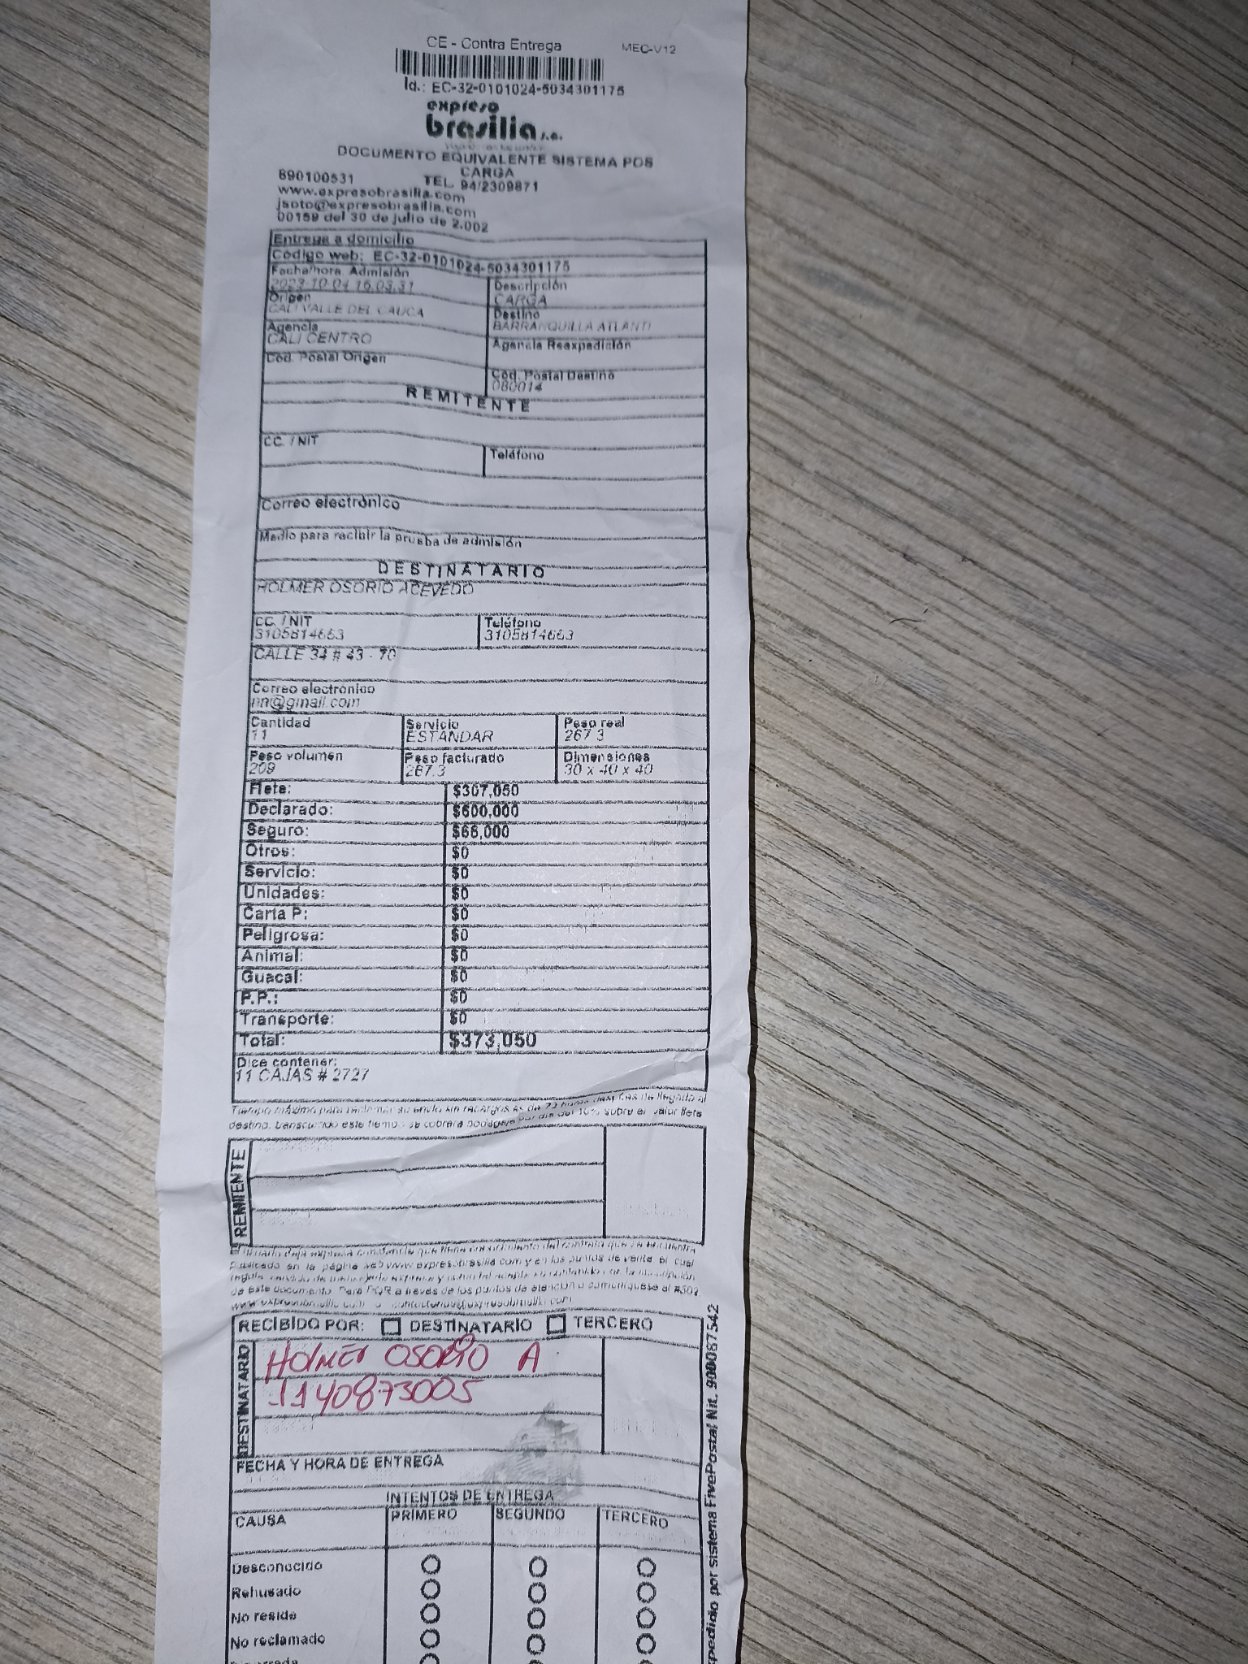 CE - Contra Entrega MEC-V12
Id.: EC-32-0101024-5034301175
expreso
brasilia s.a.
DOCUMENTO EQUIVALENTE SISTEMA POS
CARGA
890100531 TEL. 94/2309871
www.expresobrasilia.com
jsoto@expresobrasilia.com
00159 del 30 de julio de 2.002
Entrega a domicilio
Código web: EC-32-0101024-5034301175
Fecha/hora Admisión Descripción
2023 10 04 16:03:31 CARGA
Origen Destino
CALI VALLE DEL CAUCA BARRANQUILLA ATLANTI
Agencia Agencia Reexpedición
CALI CENTRO
Cod. Postal Origen Cod. Postal Destino
080014
REMITENTE
CC. / NIT Teléfono
Correo electrónico
Medio para recibir la prueba de admisión
DESTINATARIO
HOLMER OSORIO ACEVEDO
CC. / NIT Teléfono
3105814663 3105814663
CALLE 34 # 43 - 70
Correo electronico
nn@gmail.com
Cantidad Servicio Peso real
11 ESTANDAR 267.3
Peso volumen Peso facturado Dimensiones
209 267.3 30 x 40 x 40
Flete: $307,050
Declarado: $600,000
Seguro: $66,000
Otros: $0
Servicio: $0
Unidades: $0
Carta P: $0
Peligrosa: $0
Animal: $0
Guacal: $0
P.P.: $0
Transporte: $0
Total: $373,050
Dice contener:
11 CAJAS # 2727
REMITENTE
RECIBIDO POR: DESTINATARIO TERCERO
DESTINATARIO
HOlMER OSORIO A
1140873005
FECHA Y HORA DE ENTREGA
INTENTOS DE ENTREGA
CAUSA PRIMERO SEGUNDO TERCERO
Desconocido
Rehusado
No reside
No reclamado
pedido por sistema FivePostal Nit. 900087542